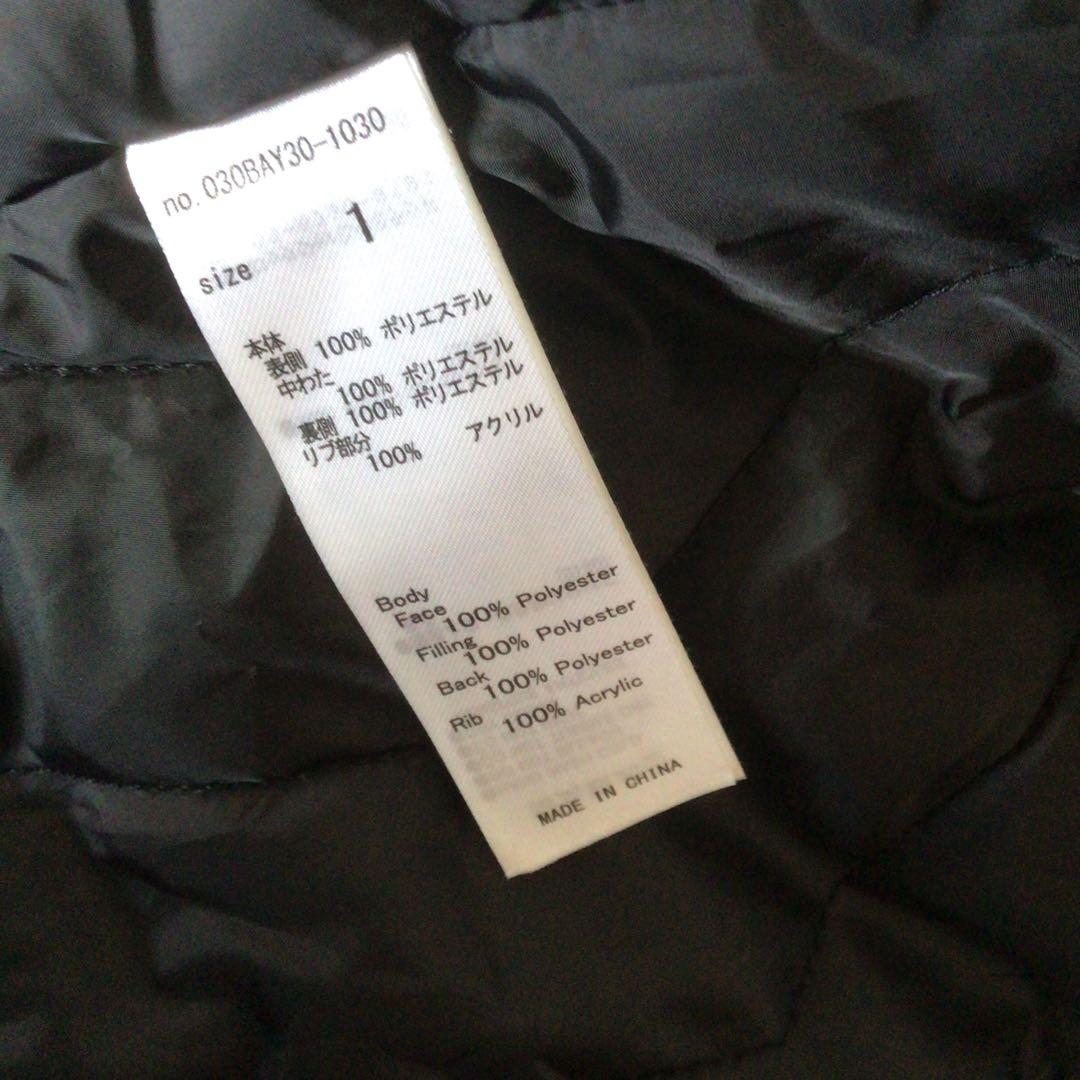 no.030BAY30-1030
size 1
本体
表側 100% ポリエステル
中わた 100% ポリエステル
裏側 100% ポリエステル
リブ部分 100% アクリル
Body
Face 100% Polyester
Filling 100% Polyester
Back 100% Polyester
Rib 100% Acrylic
MADE IN CHINA